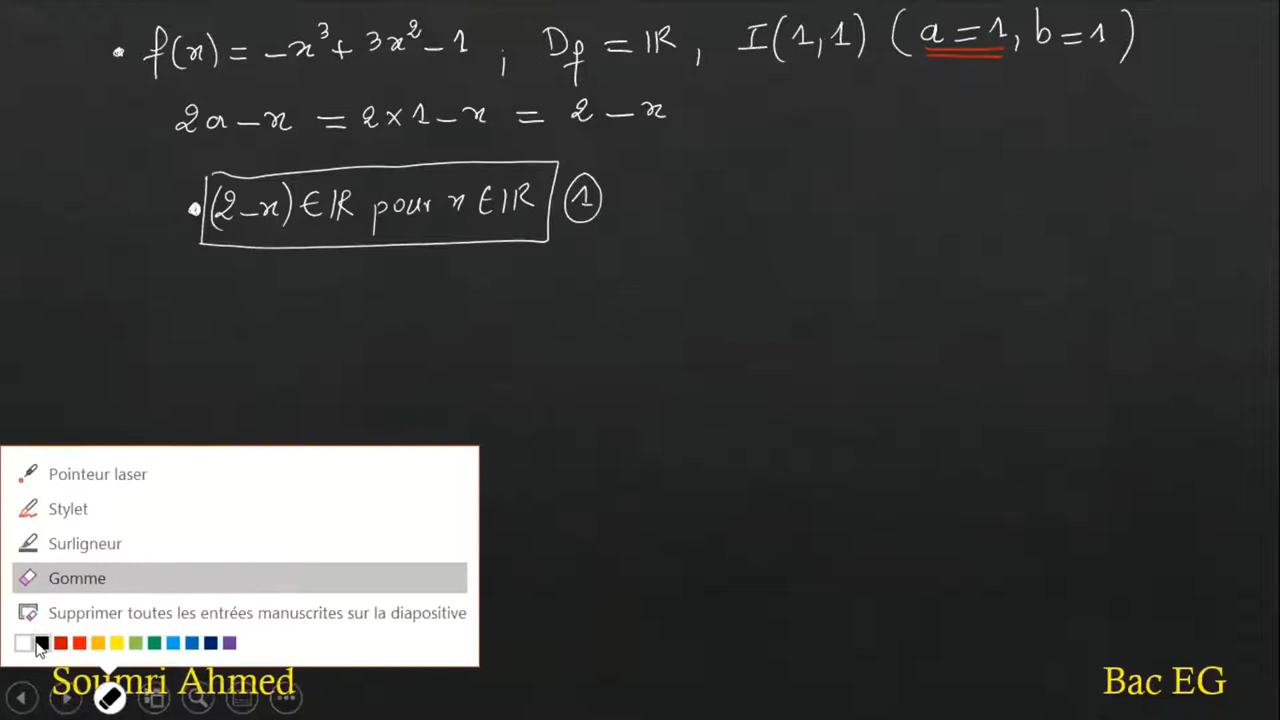 • f(x) = -x³ + 3x² - 1 ; Df = ℝ , I(1,1) (a = 1, b = 1)
2a - x = 2 × 1 - x = 2 - x
• (2-x) ∈ ℝ pour x ∈ ℝ ①
Pointeur laser
Stylet
Surligneur
Gomme
Supprimer toutes les entrées manuscrites sur la diapositive
Soumri Ahmed
Bac EG